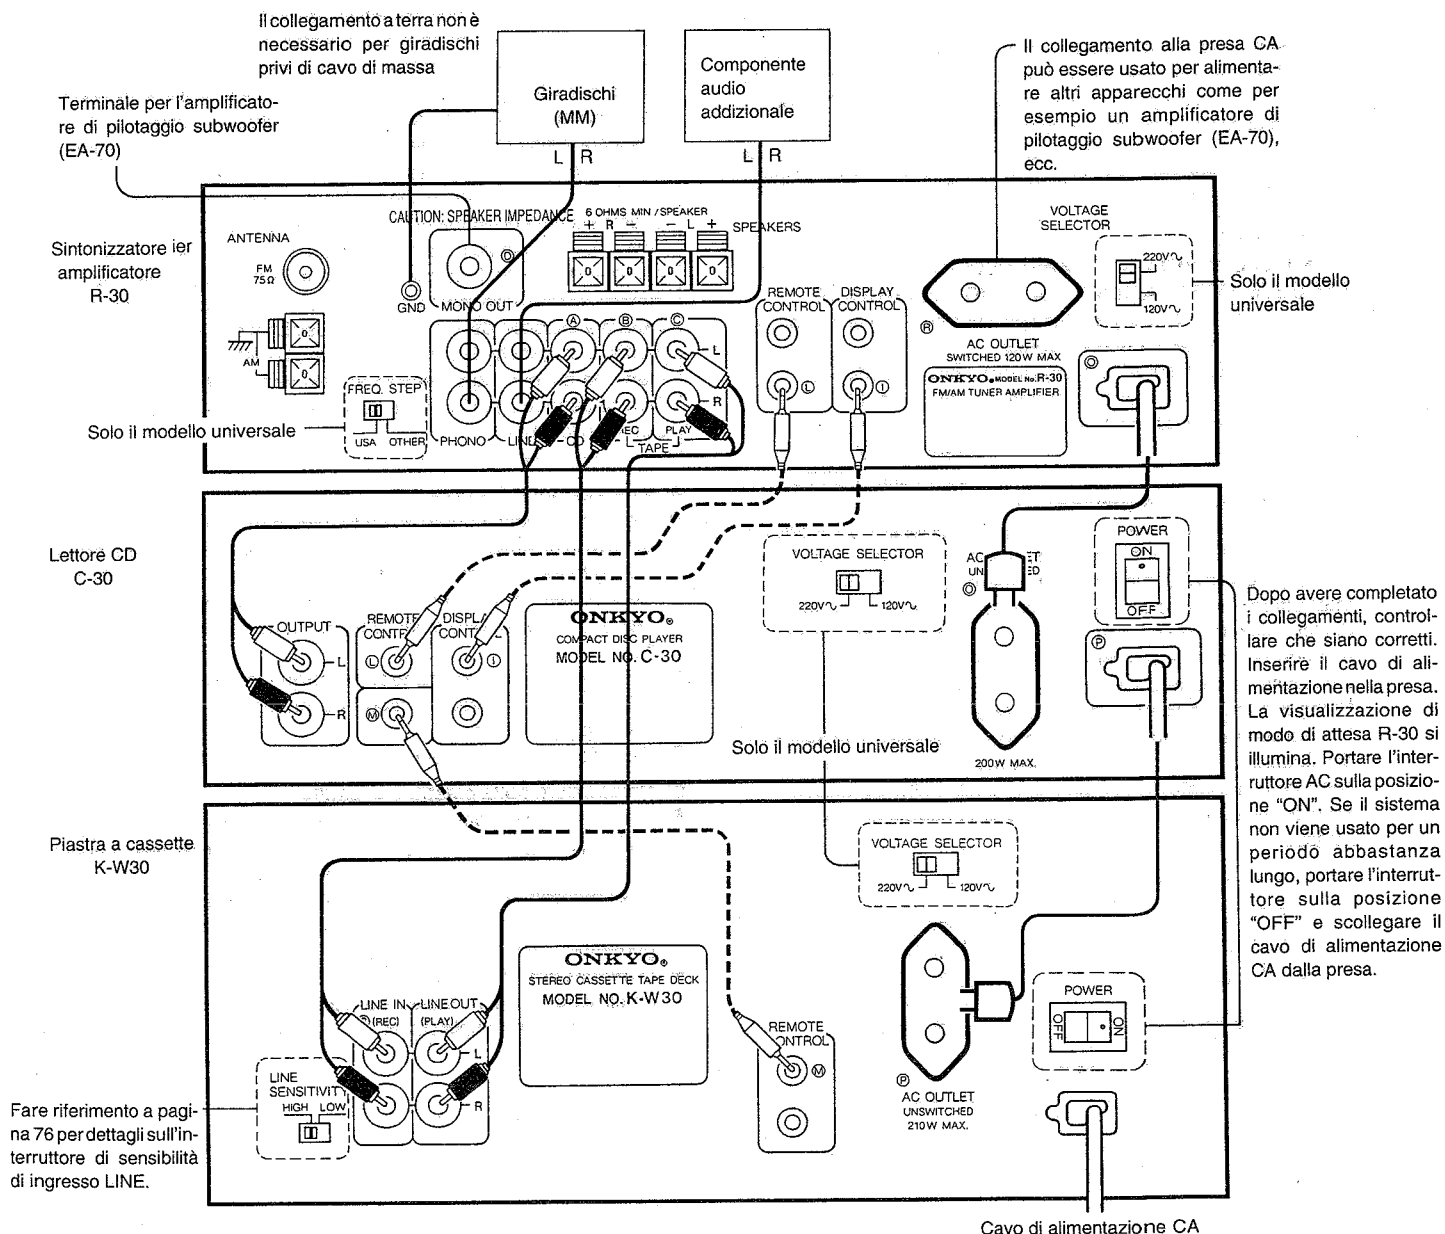 Il collegamento a terra non è
necessario per giradischi
privi di cavo di massa
Terminale per l'amplificato-
re di pilotaggio subwoofer
(EA-70)
Giradischi
(MM)
L R
Componente
audio
addizionale
L R
Il collegamento alla presa CA
può essere usato per alimenta-
re altri apparecchi come per
esempio un amplificatore di
pilotaggio subwoofer (EA-70),
ecc.
Sintonizzatore ier
amplificatore
R-30
ANTENNA
FM
75Ω
AM
GND
CAUTION: SPEAKER IMPEDANCE
6 OHMS MIN./SPEAKER
+ R − − L +
SPEAKERS
D
MONO OUT
REMOTE
CONTROL
DISPLAY
CONTROL
VOLTAGE
SELECTOR
220V~
120V~
Solo il modello
universale
R
AC OUTLET
SWITCHED 120W MAX
O
ONKYO® MODEL No. R-30
FM/AM TUNER AMPLIFIER
A B C
L
R
L I
FREQ. STEP
USA OTHER
Solo il modello universale
PHONO
LINE
CD
REC
PLAY
TAPE
Lettore CD
C-30
OUTPUT
L
R
REMOTE
CONTROL
L
M
DISPLAY
CONTROL
I
ONKYO®
COMPACT DISC PLAYER
MODEL NO. C-30
VOLTAGE SELECTOR
220V~ 120V~
Solo il modello universale
O
200W MAX.
POWER
ON
OFF
P
Dopo avere completato
i collegamenti, control-
lare che siano corretti.
Inserire il cavo di ali-
mentazione nella presa.
La visualizzazione di
modo di attesa R-30 si
illumina. Portare l'inter-
ruttore AC sulla posizio-
ne "ON". Se il sistema
non viene usato per un
periodo abbastanza
lungo, portare l'interrut-
tore sulla posizione
"OFF" e scollegare il
cavo di alimentazione
CA dalla presa.
Piastra a cassette
K-W30
VOLTAGE SELECTOR
220V~ 120V~
ONKYO®
STEREO CASSETTE TAPE DECK
MODEL NO. K-W30
LINE IN
(REC)
LINE OUT
(PLAY)
L
R
LINE
SENSITIVIT
HIGH LOW
Fare riferimento a pagi-
na 76 per dettagli sull'in-
terruttore di sensibilità
di ingresso LINE.
REMOTE
CONTROL
M
P
AC OUTLET
UNSWITCHED
210W MAX.
POWER
OFF ON
Cavo di alimentazione CA